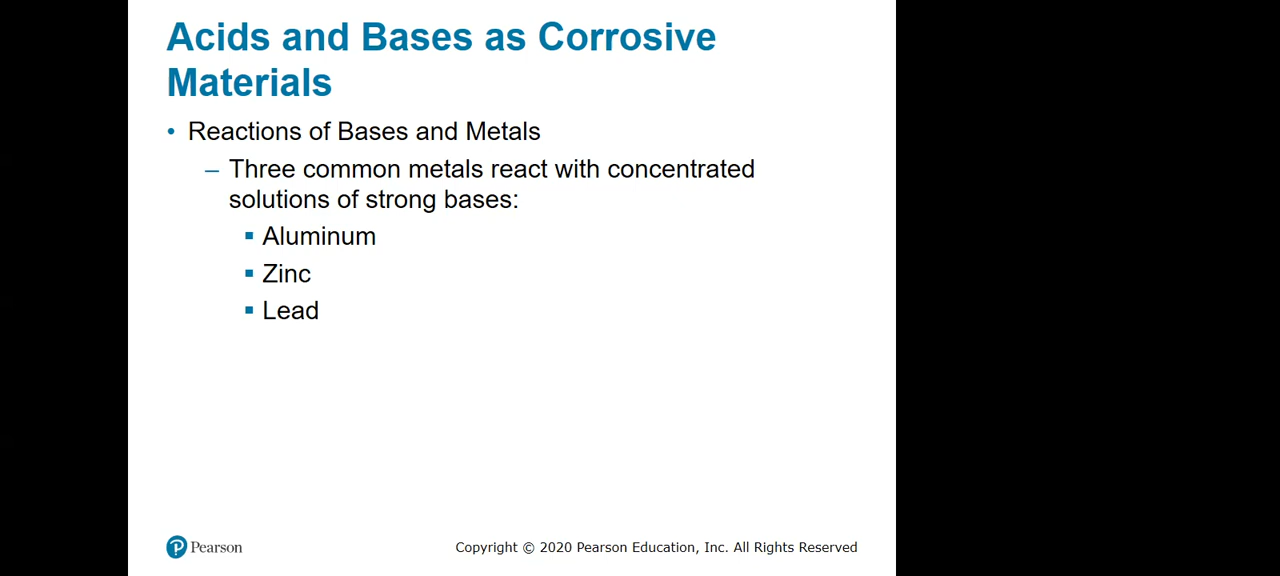 Acids and Bases as Corrosive
Materials
• Reactions of Bases and Metals
– Three common metals react with concentrated
solutions of strong bases:
▪ Aluminum
▪ Zinc
▪ Lead
Pearson
Copyright © 2020 Pearson Education, Inc. All Rights Reserved